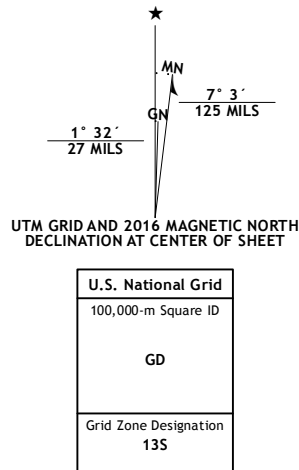 ★
MN
GN
7° 3´
125 MILS
1° 32´
27 MILS
UTM GRID AND 2016 MAGNETIC NORTH
DECLINATION AT CENTER OF SHEET
U.S. National Grid
100,000-m Square ID
GD
Grid Zone Designation
13S